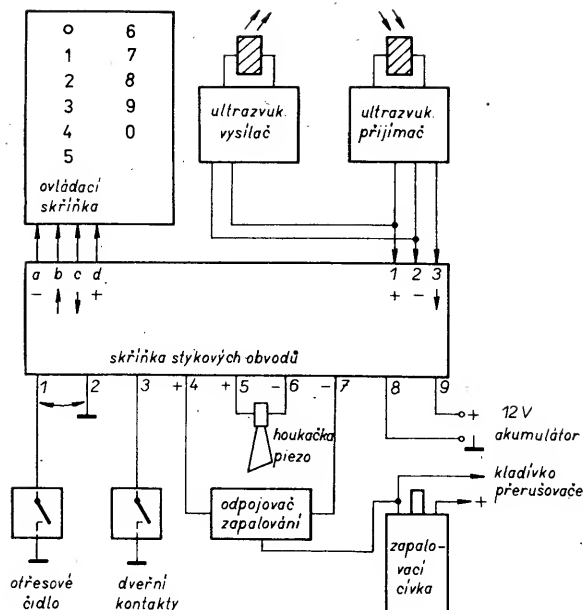 o 6
1 7
2 8
3 9
4 0
5
ovládací
skříňka
ultrazvuk.
vysílač
ultrazvuk.
přijímač
a b c d
- +
1 2 3
+ -
skříňka stykových obvodů
1 2 3 + 4 + 5 - 6 - 7 8 9
houkačka
piezo
+ 12 V
akumulátor
odpojovač
zapalování
kladívko
přerušovače
+
zapalo-
vací
cívka
otřesové
čidlo
dveřní
kontakty